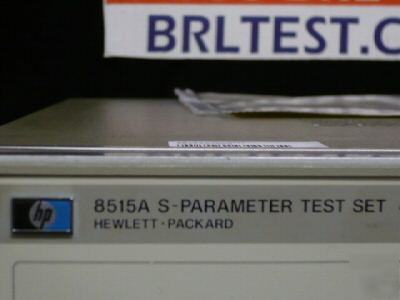 BRLTEST.C
hp
8515A S-PARAMETER TEST SET
HEWLETT·PACKARD